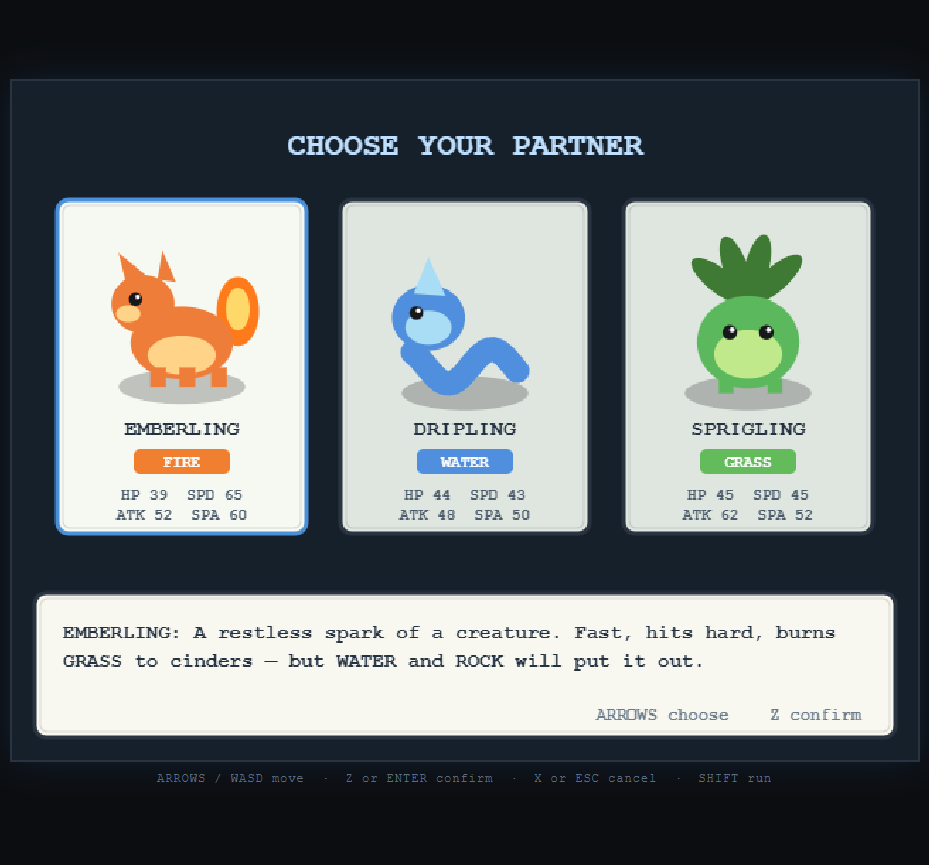 CHOOSE YOUR PARTNER
EMBERLING
FIRE
HP 39 SPD 65
ATK 52 SPA 60
DRIPLING
WATER
HP 44 SPD 43
ATK 48 SPA 50
SPRIGLING
GRASS
HP 45 SPD 45
ATK 62 SPA 52
EMBERLING: A restless spark of a creature. Fast, hits hard, burns
GRASS to cinders — but WATER and ROCK will put it out.
ARROWS choose Z confirm
ARROWS / WASD move · Z or ENTER confirm · X or ESC cancel · SHIFT run